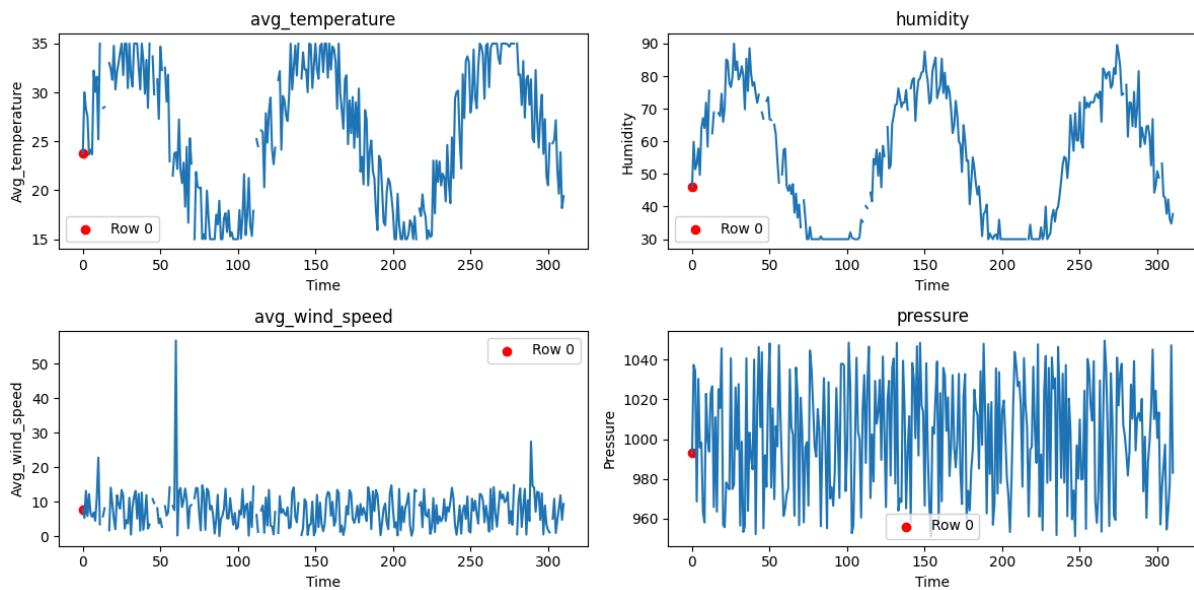 avg_temperature
35
30
25
20
15
Avg_temperature
Row 0
0 50 100 150 200 250 300
Time
humidity
90
80
70
60
50
40
30
Humidity
Row 0
0 50 100 150 200 250 300
Time
avg_wind_speed
50
40
30
20
10
0
Avg_wind_speed
Row 0
0 50 100 150 200 250 300
Time
pressure
1040
1020
1000
980
960
Pressure
Row 0
0 50 100 150 200 250 300
Time